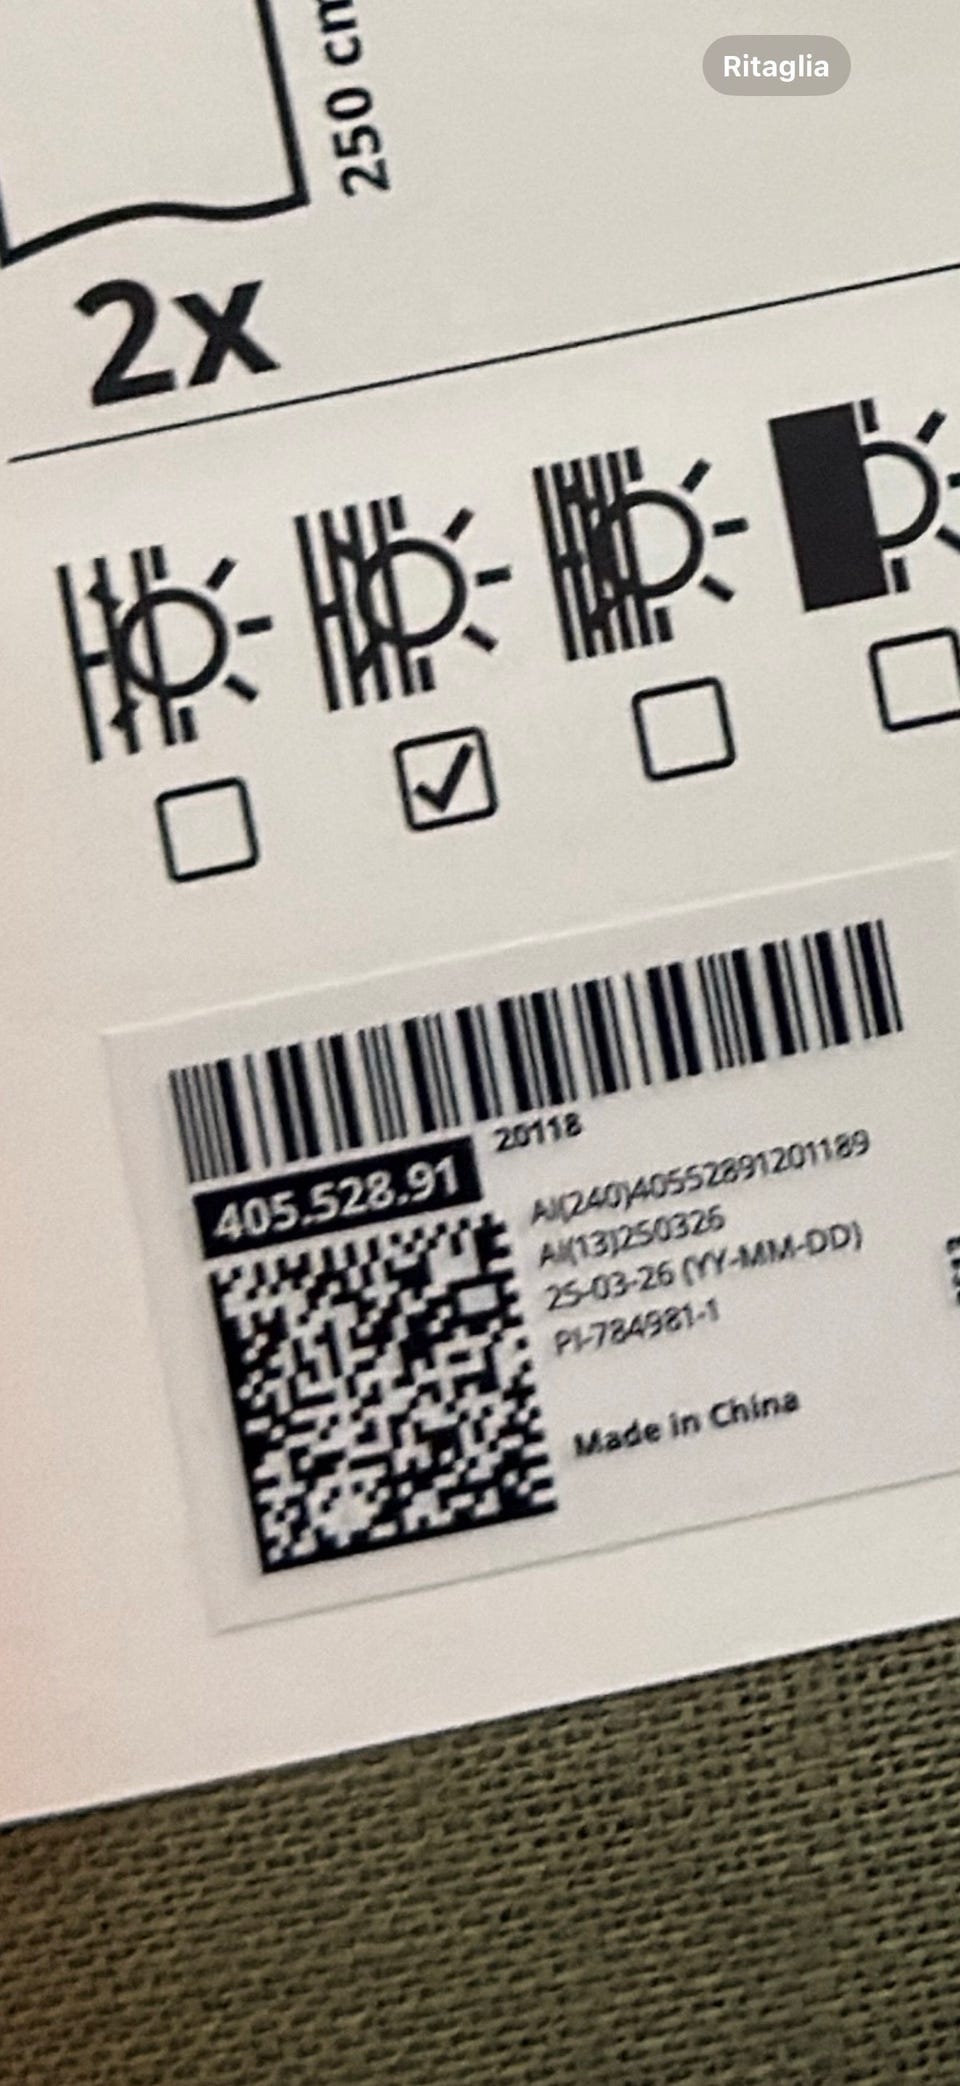 Ritaglia
250 cm
2x
20118
405.528.91
AI(240)40552891201189
AI(13)250326
25-03-26 (YY-MM-DD)
PI-784981-1
Made in China